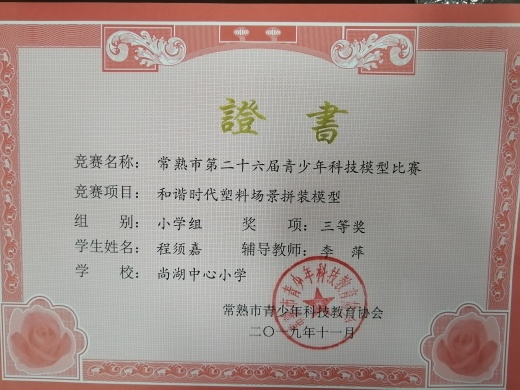 證書
竞赛名称：常熟市第二十六届青少年科技模型比赛
竞赛项目：和谐时代塑料场景拼装模型
组 别：小学组 奖 项：三等奖
学生姓名：程须嘉 辅导教师：李 萍
学 校：尚湖中心小学
常熟市青少年科技教育协会
二〇一九年十一月